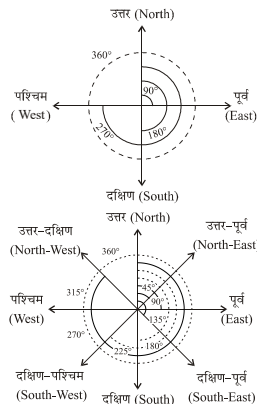 उत्तर (North)
360°
90°
पश्चिम
( West)
पूर्व
(East)
270°
180°
दक्षिण (South)
उत्तर (North)
उत्तर–दक्षिण
(North-West)
360°
उत्तर–पूर्व
(North-East)
315°
45°
90°
पश्चिम
(West)
पूर्व
(East)
135°
270°
180°
225°
दक्षिण–पश्चिम
(South-West)
दक्षिण–पूर्व
(South-East)
दक्षिण (South)